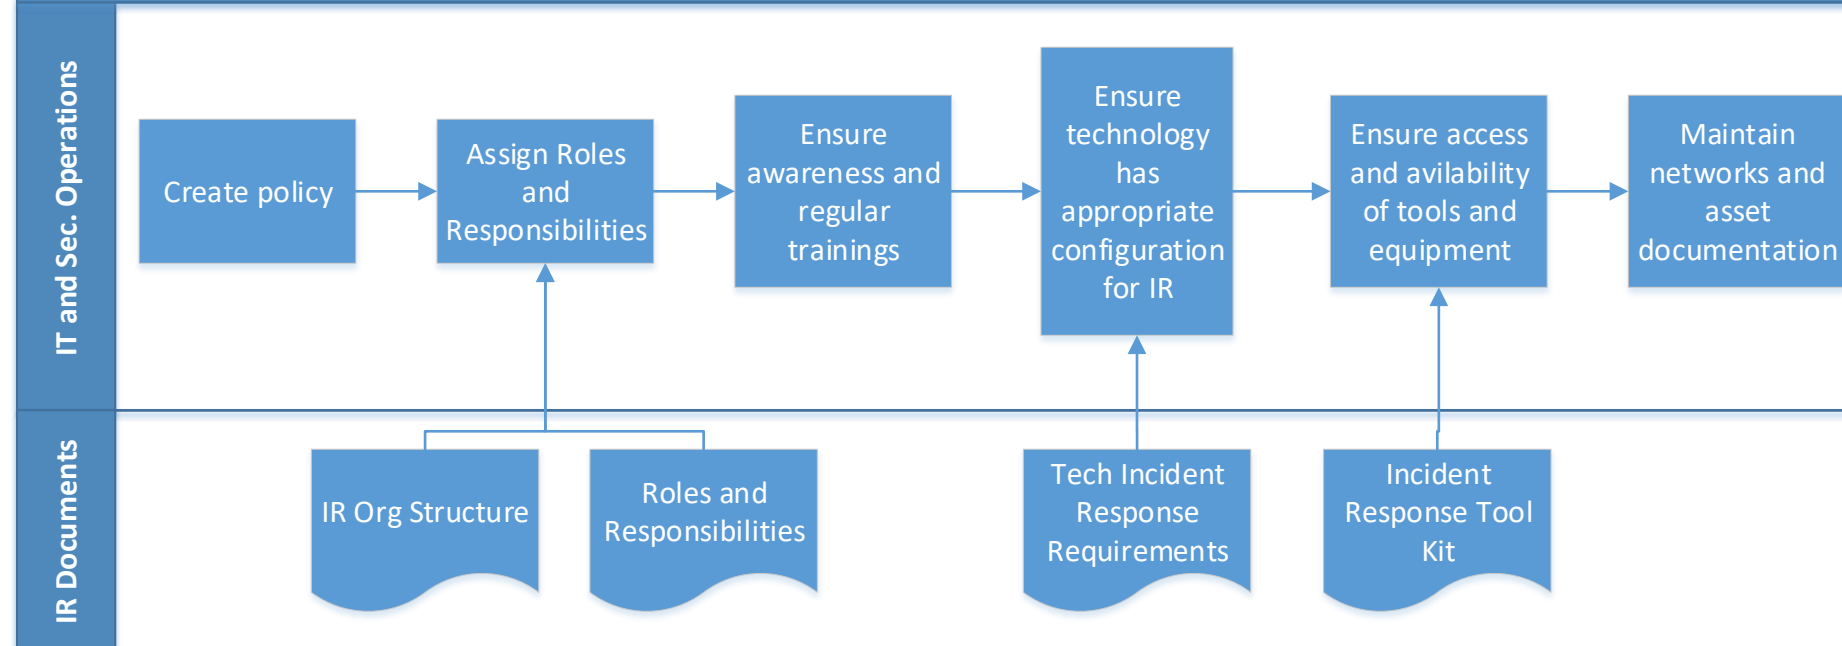 IT and Sec. Operations
Create policy
Assign Roles
and
Responsibilities
Ensure
awareness and
regular
trainings
Ensure
technology
has
appropriate
configuration
for IR
Ensure access
and avilability
of tools and
equipment
Maintain
networks and
asset
documentation
IR Documents
IR Org Structure
Roles and
Responsibilities
Tech Incident
Response
Requirements
Incident
Response Tool
Kit